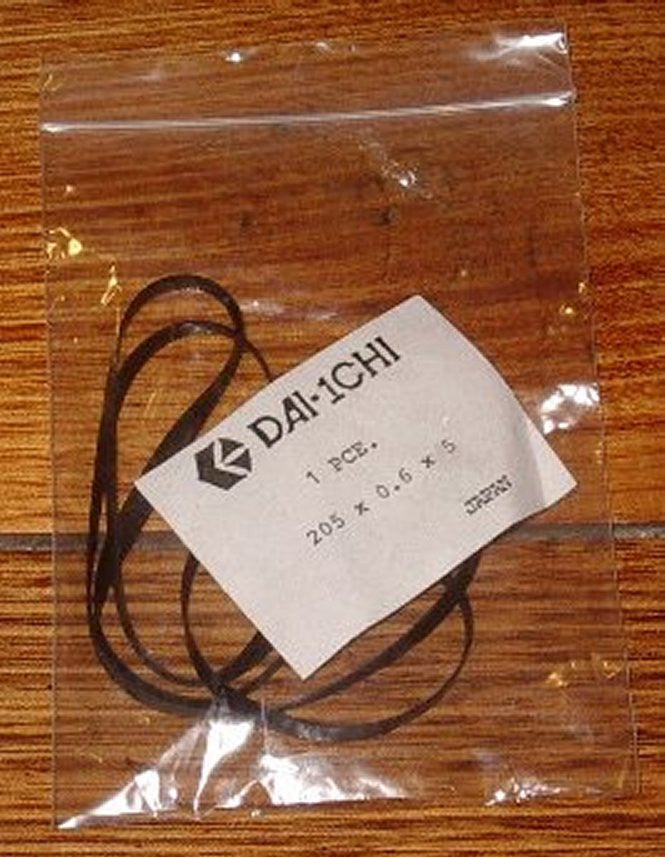 DAI-1CHI
1 PCE.
205 x 0.6 x 5
JAPAN